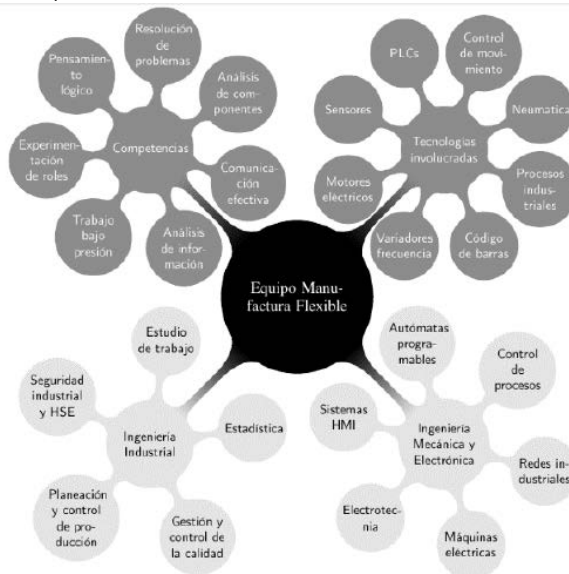 Resolución
de
problemas
Pensamien-
to
lógico
Análisis
de com-
ponentes
Experimen-
tación
de roles
Competencias
Comunica-
ción
efectiva
Trabajo
bajo
presión
Análisis
de infor-
mación
PLCs
Control
de movi-
miento
Sensores
Neumatica
Tecnologías
involucradas
Motores
eléctricos
Procesos
indus-
triales
Variadores
frecuencia
Código
de
barras
Equipo Manu-
factura Flexible
Estudio
de trabajo
Seguridad
industrial
y HSE
Estadística
Ingeniería
Industrial
Planeación
y control
de pro-
ducción
Gestión y
control de
la calidad
Autómatas
progra-
mables
Control
de
procesos
Sistemas
HMI
Ingeniería
Mecánica y
Electrónica
Redes in-
dustriales
Electrotec-
nia
Máquinas
eléctricas